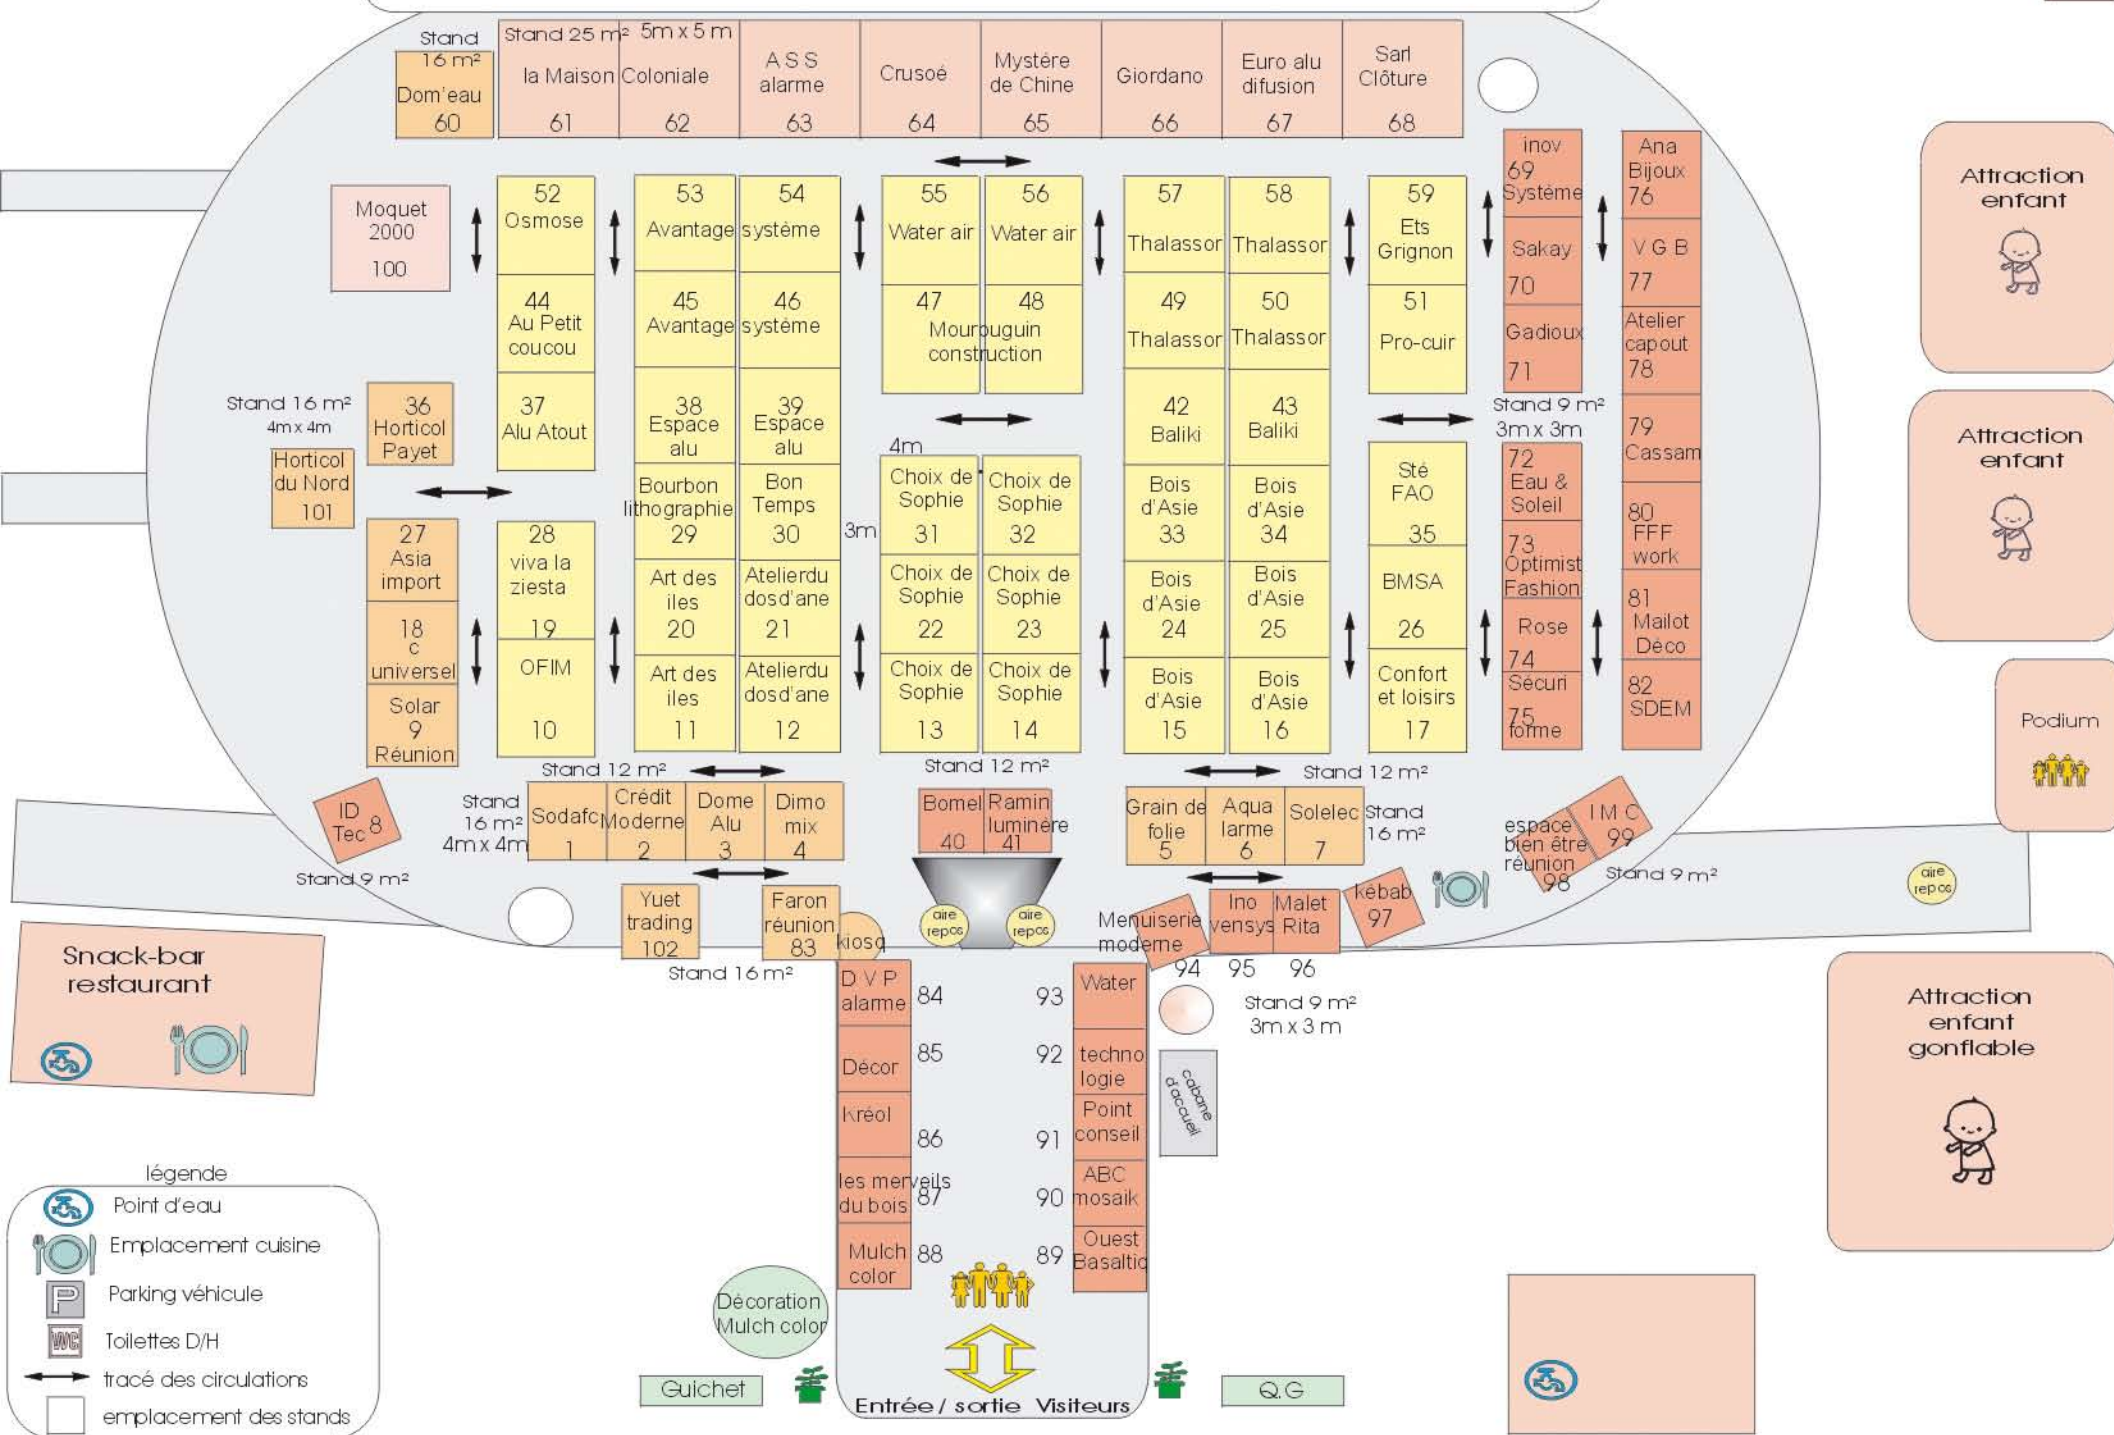 Stand
16 m²
Dom'eau
60
Stand 25 m² 5m x 5 m
la Maison Coloniale
61
62
A S S
alarme
63
Crusoé
64
Mystère
de Chine
65
Giordano
66
Euro alu
difusion
67
Sarl
Clôture
68
Moquet
2000
100
52
Osmose
53
54
Avantage système
55
Water air
56
Water air
57
Thalassor
58
Thalassor
59
Ets
Grignon
inov
69
Système
Ana
Bijoux
76
Attraction
enfant
44
Au Petit
coucou
45
46
Avantage système
47
48
Mourouguin
construction
49
Thalassor
50
Thalassor
51
Pro-cuir
Sakay
70
V G B
77
Gadioux
71
Atelier
capout
78
Stand 16 m²
4m x 4m
36
Horticol
Payet
37
Alu Atout
38
Espace
alu
39
Espace
alu
42
Baliki
43
Baliki
Stand 9 m²
3m x 3m
79
Cassam
Attraction
enfant
Horticol
du Nord
101
Bourbon
lithographie
29
Bon
Temps
30
4m
3m
Choix de
Sophie
31
Choix de
Sophie
32
Bois
d'Asie
33
Bois
d'Asie
34
Sté
FAO
35
72
Eau &
Soleil
80
FFF
work
27
Asia
import
28
viva la
ziesta
19
Art des
iles
20
Atelierdu
dosd'ane
21
Choix de
Sophie
22
Choix de
Sophie
23
Bois
d'Asie
24
Bois
d'Asie
25
BMSA
26
73
Optimist
Fashion
81
Mailot
Déco
18
c
universel
OFIM
10
Art des
iles
11
Atelierdu
dosd'ane
12
Choix de
Sophie
13
Choix de
Sophie
14
Bois
d'Asie
15
Bois
d'Asie
16
Confort
et loisirs
17
Rose
74
Sécuri
75
forme
82
SDEM
Solar
9
Réunion
Podium
Stand 12 m²
Stand 12 m²
Stand 12 m²
ID
Tec 8
Stand 9 m²
Stand
16 m²
4m x 4m
Sodafc
1
Crédit
Moderne
2
Dome
Alu
3
Dimo
mix
4
Bomel
40
Ramin
luminère
41
Grain de
folie
5
Aqua
larme
6
Solelec
7
Stand
16 m²
espace
bien être
réunion
98
I M C
99
Stand 9 m²
aire
repos
Yuet
trading
102
Faron
réunion
83
kiosq
Stand 16 m²
aire
repos
aire
repos
Menuiserie
moderne
94
Ino
vensys
95
Malet
Rita
96
kébab
97
Stand 9 m²
3m x 3 m
Snack-bar
restaurant
D V P
alarme
84
Décor
85
Kréol
86
les merveils
du bois
87
Mulch
color
88
Water
93
techno
logie
92
Point
conseil
91
ABC
mosaik
90
Ouest
Basaltic
89
cabane
d'accueil
Attraction
enfant
gonflable
Décoration
Mulch color
Guichet
Q.G
Entrée / sortie Visiteurs
légende
Point d'eau
Emplacement cuisine
P
Parking véhicule
WC
Toilettes D/H
tracé des circulations
emplacement des stands